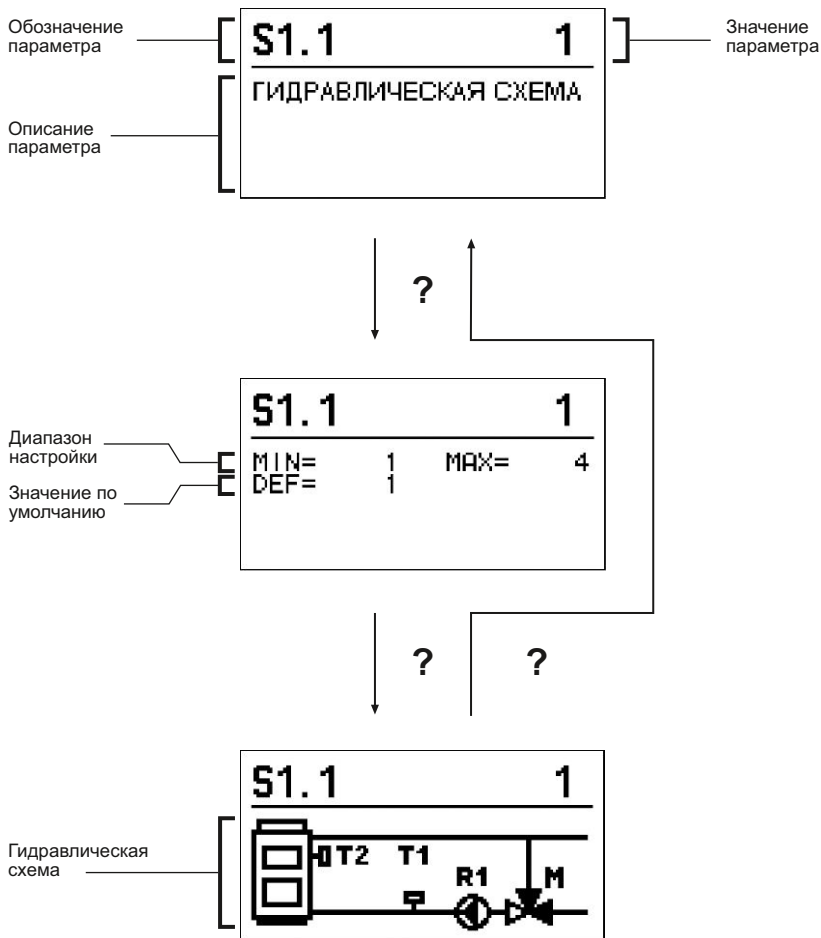 Обозначение
параметра
S1.1 1
Значение
параметра
ГИДРАВЛИЧЕСКАЯ СХЕМА
Описание
параметра
?
S1.1 1
Диапазон
настройки
MIN= 1 MAX= 4
DEF= 1
Значение по
умолчанию
? ?
S1.1 1
Гидравлическая
схема
T2 T1
R1 M